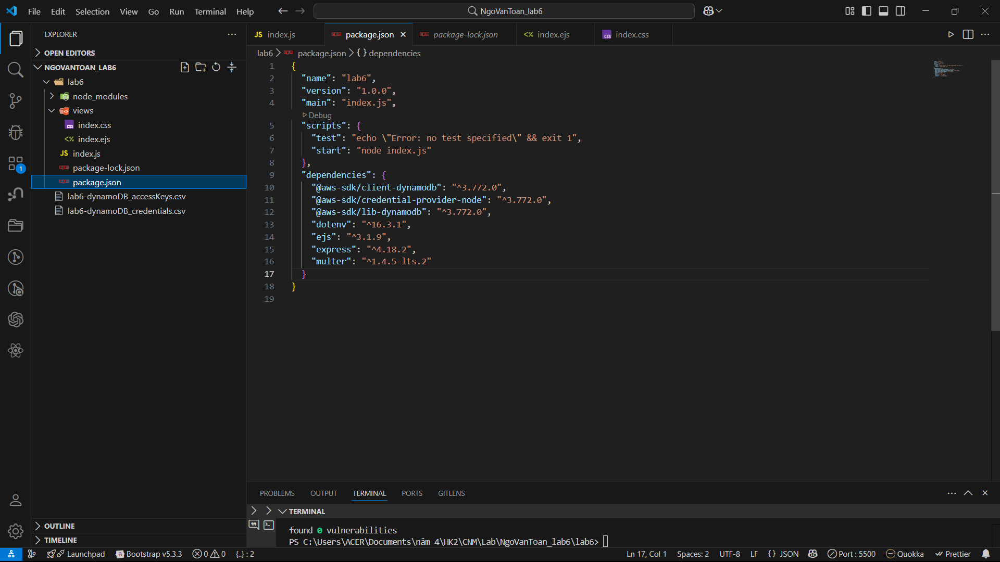 File Edit Selection View Go Run Terminal Help
NgoVanToan_lab6
EXPLORER
OPEN EDITORS
NGOVANTOAN_LAB6
lab6
node_modules
views
index.css
index.ejs
index.js
package-lock.json
package.json
lab6-dynamoDB_accessKeys.csv
lab6-dynamoDB_credentials.csv
OUTLINE
TIMELINE
1
JS index.js package.json package-lock.json <% index.ejs css index.css
lab6 > package.json > { } dependencies
1 {
2 "name": "lab6",
3 "version": "1.0.0",
4 "main": "index.js",
Debug
5 "scripts": {
6 "test": "echo \"Error: no test specified\" && exit 1",
7 "start": "node index.js"
8 },
9 "dependencies": {
10 "@aws-sdk/client-dynamodb": "^3.772.0",
11 "@aws-sdk/credential-provider-node": "^3.772.0",
12 "@aws-sdk/lib-dynamodb": "^3.772.0",
13 "dotenv": "^16.3.1",
14 "ejs": "^3.1.9",
15 "express": "^4.18.2",
16 "multer": "^1.4.5-lts.2"
17 }
18 }
19
PROBLEMS OUTPUT TERMINAL PORTS GITLENS
TERMINAL
found 0 vulnerabilities
PS C:\Users\ACER\Documents\năm 4\HK2\CNM\Lab\NgoVanToan_lab6\lab6>
Launchpad Bootstrap v5.3.3 0 0 {..} : 2 Ln 17, Col 1 Spaces: 2 UTF-8 LF { } JSON Port : 5500 Quokka Prettier